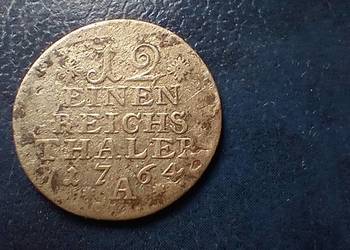 12
EINEN
REICHS
THALER
1764
A